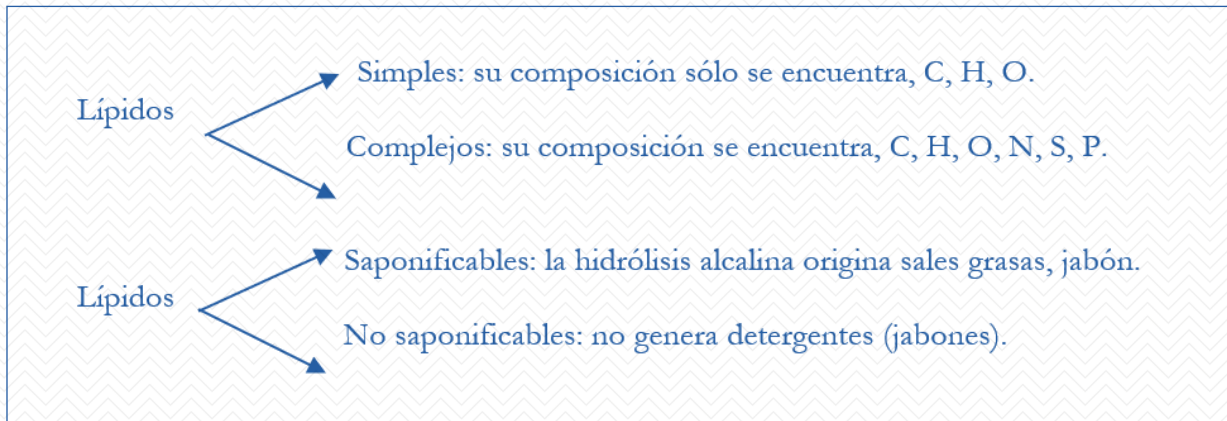 Simples: su composición sólo se encuentra, C, H, O.
Lípidos
Complejos: su composición se encuentra, C, H, O, N, S, P.
Saponificables: la hidrólisis alcalina origina sales grasas, jabón.
Lípidos
No saponificables: no genera detergentes (jabones).